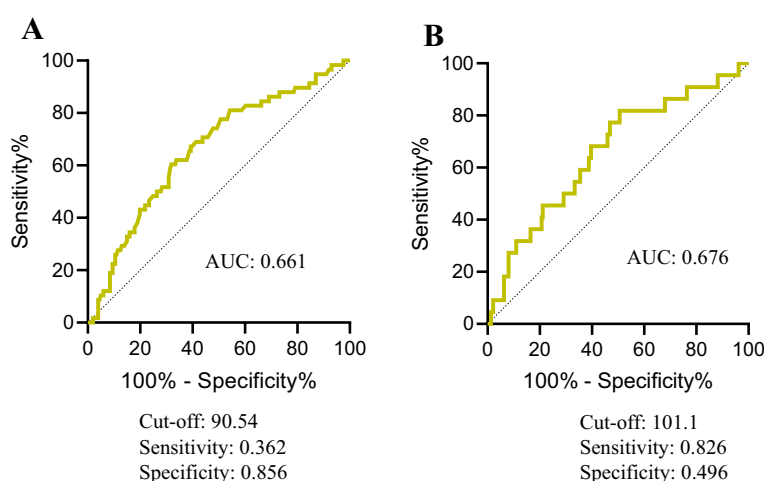 A
Sensitivity%
100
80
60
40
20
0
AUC: 0.661
0 20 40 60 80 100
100% - Specificity%
Cut-off: 90.54
Sensitivity: 0.362
Specificity: 0.856
B
Sensitivity%
100
80
60
40
20
0
AUC: 0.676
0 20 40 60 80 100
100% - Specificity%
Cut-off: 101.1
Sensitivity: 0.826
Specificity: 0.496